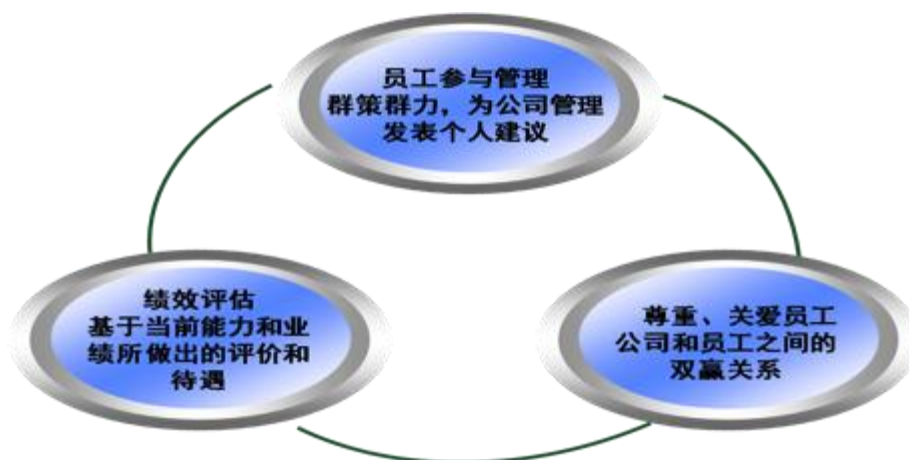 员工参与管理
群策群力，为公司管理
发表个人建议
绩效评估
基于当前能力和业
绩所做出的评价和
待遇
尊重、关爱员工
公司和员工之间的
双赢关系